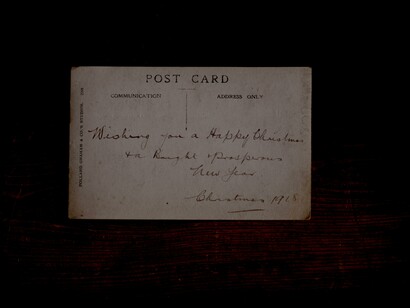 POST CARD
COMMUNICATION
ADDRESS ONLY
Wishing you a Happy Christmas
& a Bright & Prosperous
New Year
Christmas 1918